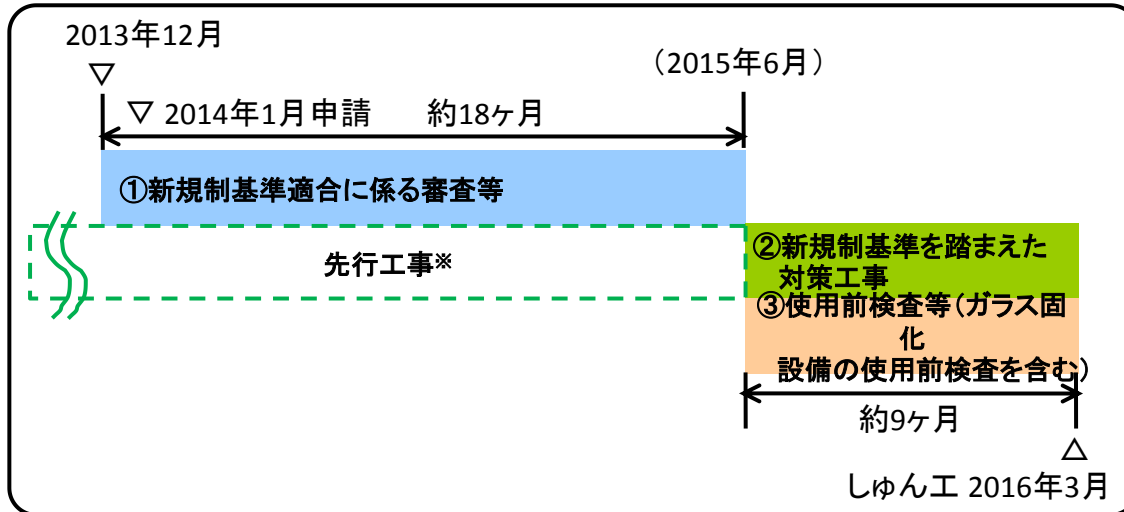 2013年12月
▽
（2015年6月）
▽ 2014年1月申請　約18ヶ月
①新規制基準適合に係る審査等
先行工事※
②新規制基準を踏まえた
対策工事
③使用前検査等（ガラス固
化
設備の使用前検査を含む）
約9ヶ月
△
しゅん工 2016年3月